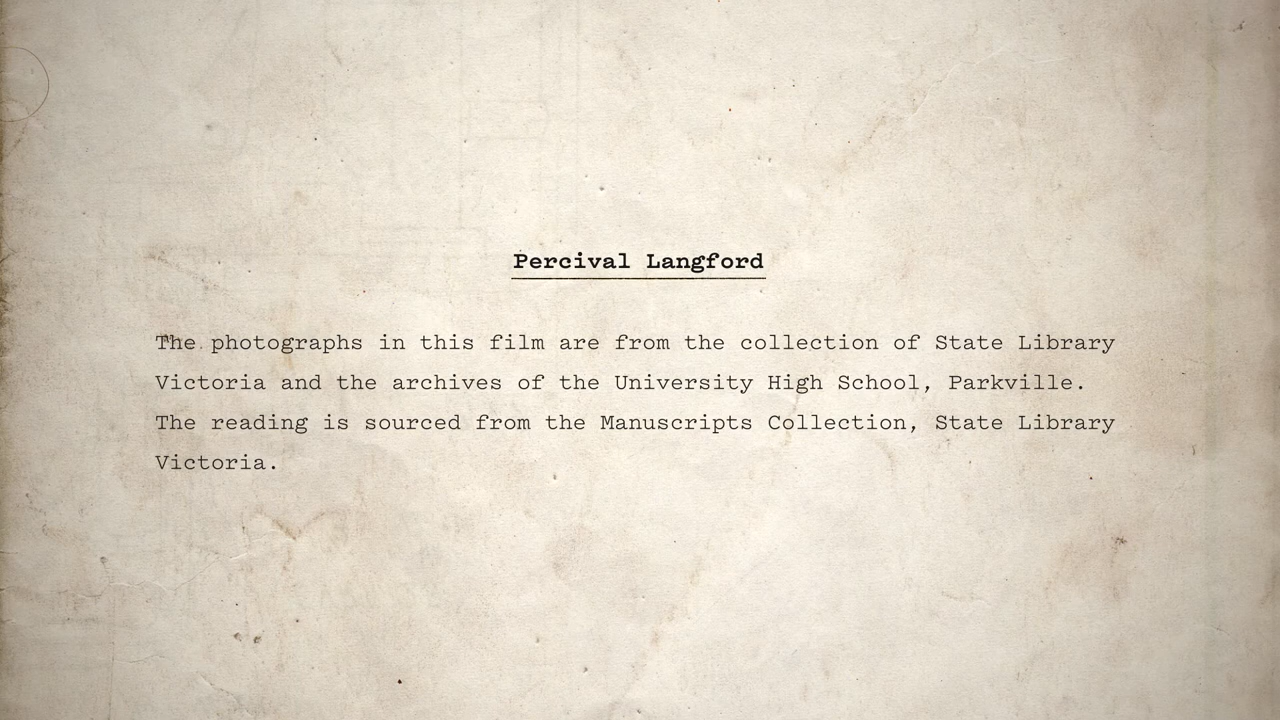 Percival Langford
The photographs in this film are from the collection of State Library
Victoria and the archives of the University High School, Parkville.
The reading is sourced from the Manuscripts Collection, State Library
Victoria.